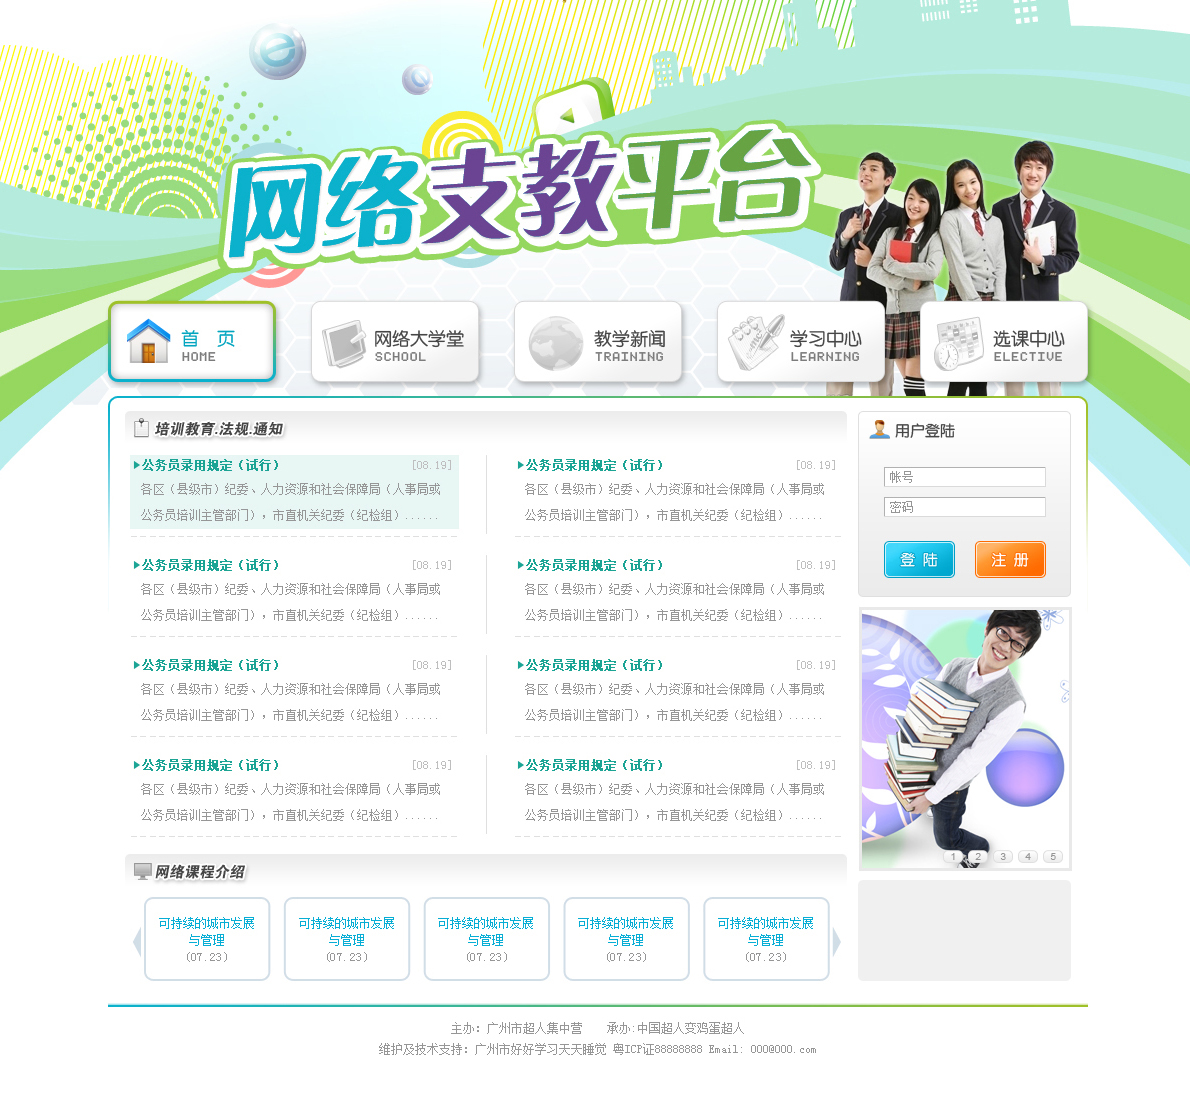 网络支教平台
首 页
HOME
网络大学堂
SCHOOL
教学新闻
TRAINING
学习中心
LEARNING
选课中心
ELECTIVE
培训教育.法规.通知
公务员录用规定（试行） [08.19]
各区（县级市）纪委、人力资源和社会保障局（人事局或
公务员培训主管部门），市直机关纪委（纪检组）......
公务员录用规定（试行） [08.19]
各区（县级市）纪委、人力资源和社会保障局（人事局或
公务员培训主管部门），市直机关纪委（纪检组）......
公务员录用规定（试行） [08.19]
各区（县级市）纪委、人力资源和社会保障局（人事局或
公务员培训主管部门），市直机关纪委（纪检组）......
公务员录用规定（试行） [08.19]
各区（县级市）纪委、人力资源和社会保障局（人事局或
公务员培训主管部门），市直机关纪委（纪检组）......
公务员录用规定（试行） [08.19]
各区（县级市）纪委、人力资源和社会保障局（人事局或
公务员培训主管部门），市直机关纪委（纪检组）......
公务员录用规定（试行） [08.19]
各区（县级市）纪委、人力资源和社会保障局（人事局或
公务员培训主管部门），市直机关纪委（纪检组）......
公务员录用规定（试行） [08.19]
各区（县级市）纪委、人力资源和社会保障局（人事局或
公务员培训主管部门），市直机关纪委（纪检组）......
公务员录用规定（试行） [08.19]
各区（县级市）纪委、人力资源和社会保障局（人事局或
公务员培训主管部门），市直机关纪委（纪检组）......
用户登陆
帐号
密码
登 陆
注 册
1 2 3 4 5
网络课程介绍
可持续的城市发展
与管理
(07.23)
可持续的城市发展
与管理
(07.23)
可持续的城市发展
与管理
(07.23)
可持续的城市发展
与管理
(07.23)
可持续的城市发展
与管理
(07.23)
主办：广州市超人集中营 承办:中国超人变鸡蛋超人
维护及技术支持：广州市好好学习天天睡觉 粤ICP证88888888 Email: 000@000.com